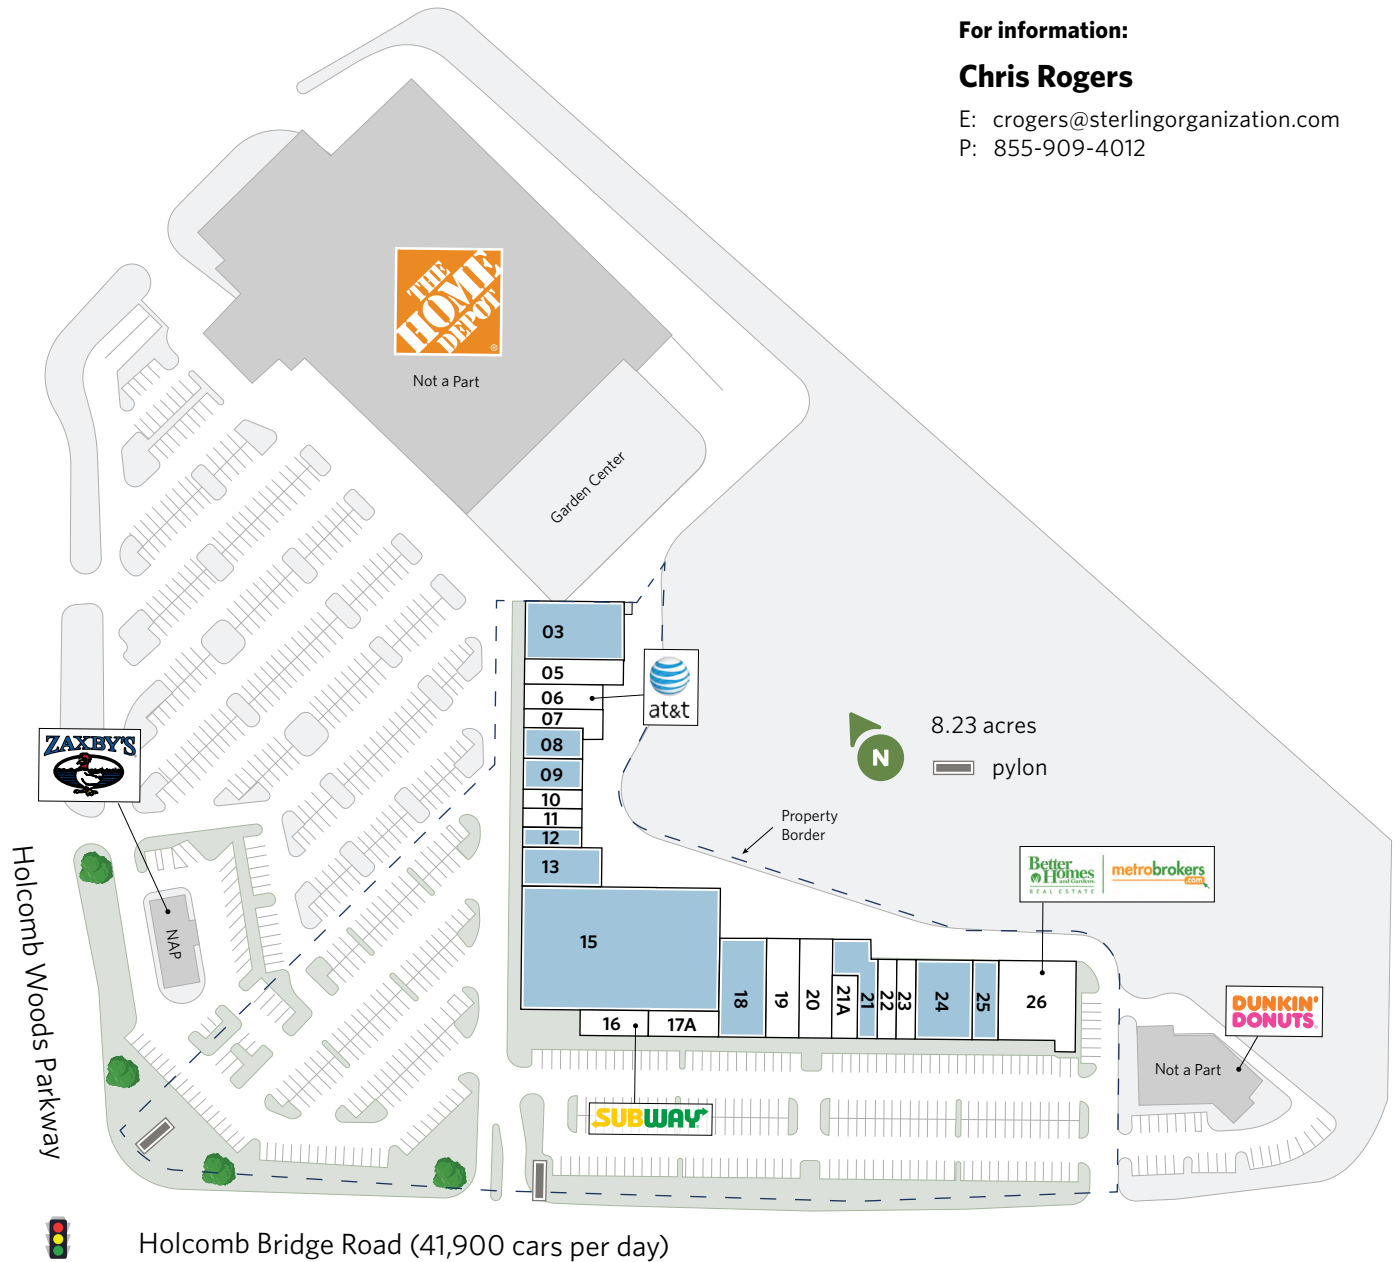 For information:
Chris Rogers
E: crogers@sterlingorganization.com
P: 855-909-4012
THE
HOME
DEPOT
®
Not a Part
Garden Center
03
05
06
07
08
09
10
11
12
13
15
16
17A
18
19
20
21A
21
22
23
24
25
26
at&t
ZAXBY'S
NAP
N
8.23 acres
pylon
Property
Border
Better
Homes
and Gardens
REAL ESTATE
metrobrokers
.com
DUNKIN'
DONUTS
Not a Part
SUBWAY
Holcomb Woods Parkway
Holcomb Bridge Road (41,900 cars per day)